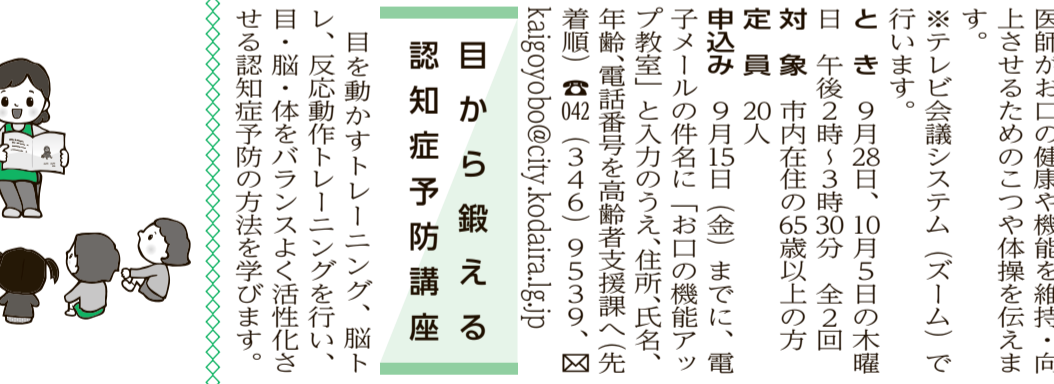 医師がお口の健康や機能を維持・向
上させるためのこつや体操を伝えま
す。
※テレビ会議システム（ズーム）で
行います。
とき　９月28日、10月５日の木曜
日　午後２時～３時30分　全２回
対象　市内在住の65歳以上の方
定員　20人
申込み　９月15日（金）までに、電
子メールの件名に「お口の機能アッ
プ教室」と入力のうえ、住所、氏名、
年齢、電話番号を高齢者支援課へ（先
着順）☎042（３４６）９５３９、✉
kaigoyobo@city.kodaira.lg.jp
目から鍛える
認知症予防講座
目を動かすトレーニング、脳ト
レ、反応動作トレーニングを行い、
目・脳・体をバランスよく活性化さ
せる認知症予防の方法を学びます。